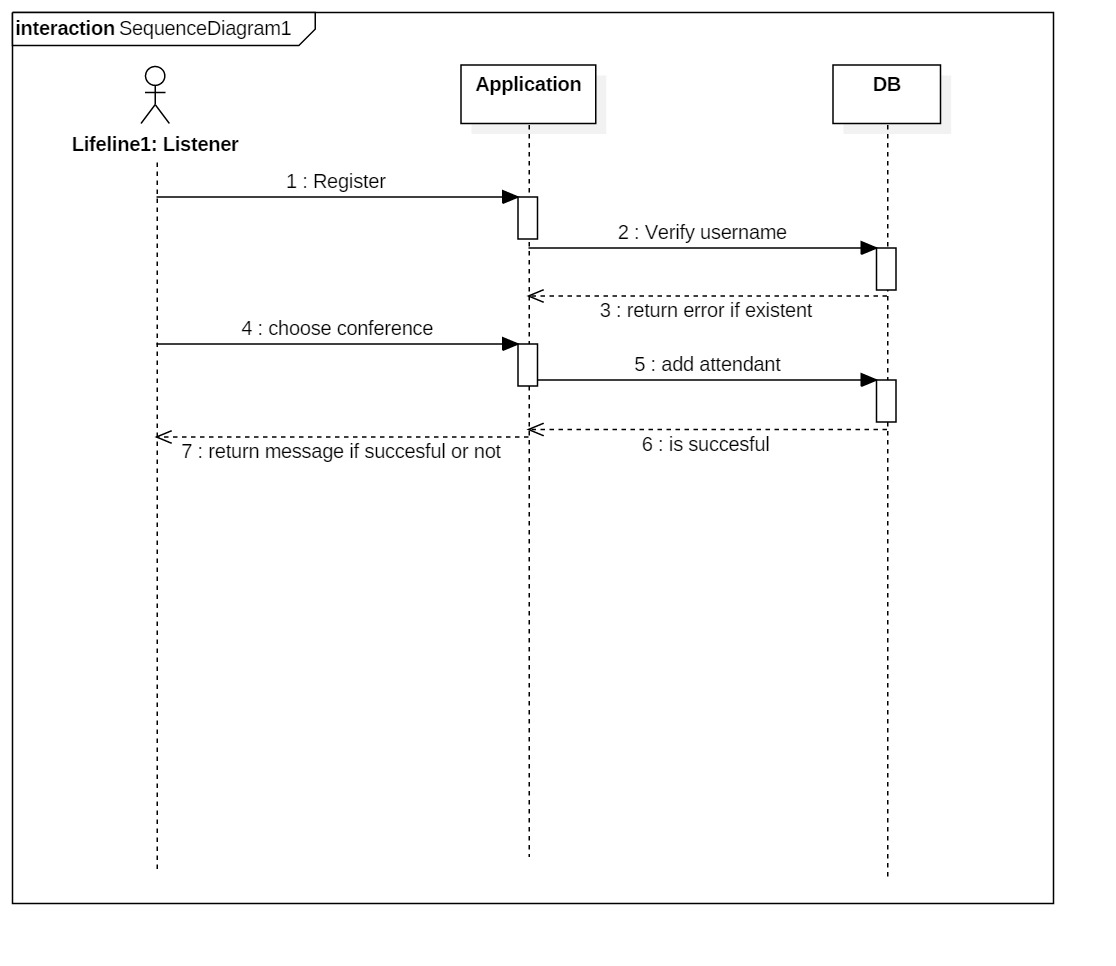 interaction SequenceDiagram1
Application
DB
Lifeline1: Listener
1 : Register
2 : Verify username
3 : return error if existent
4 : choose conference
5 : add attendant
6 : is succesful
7 : return message if succesful or not